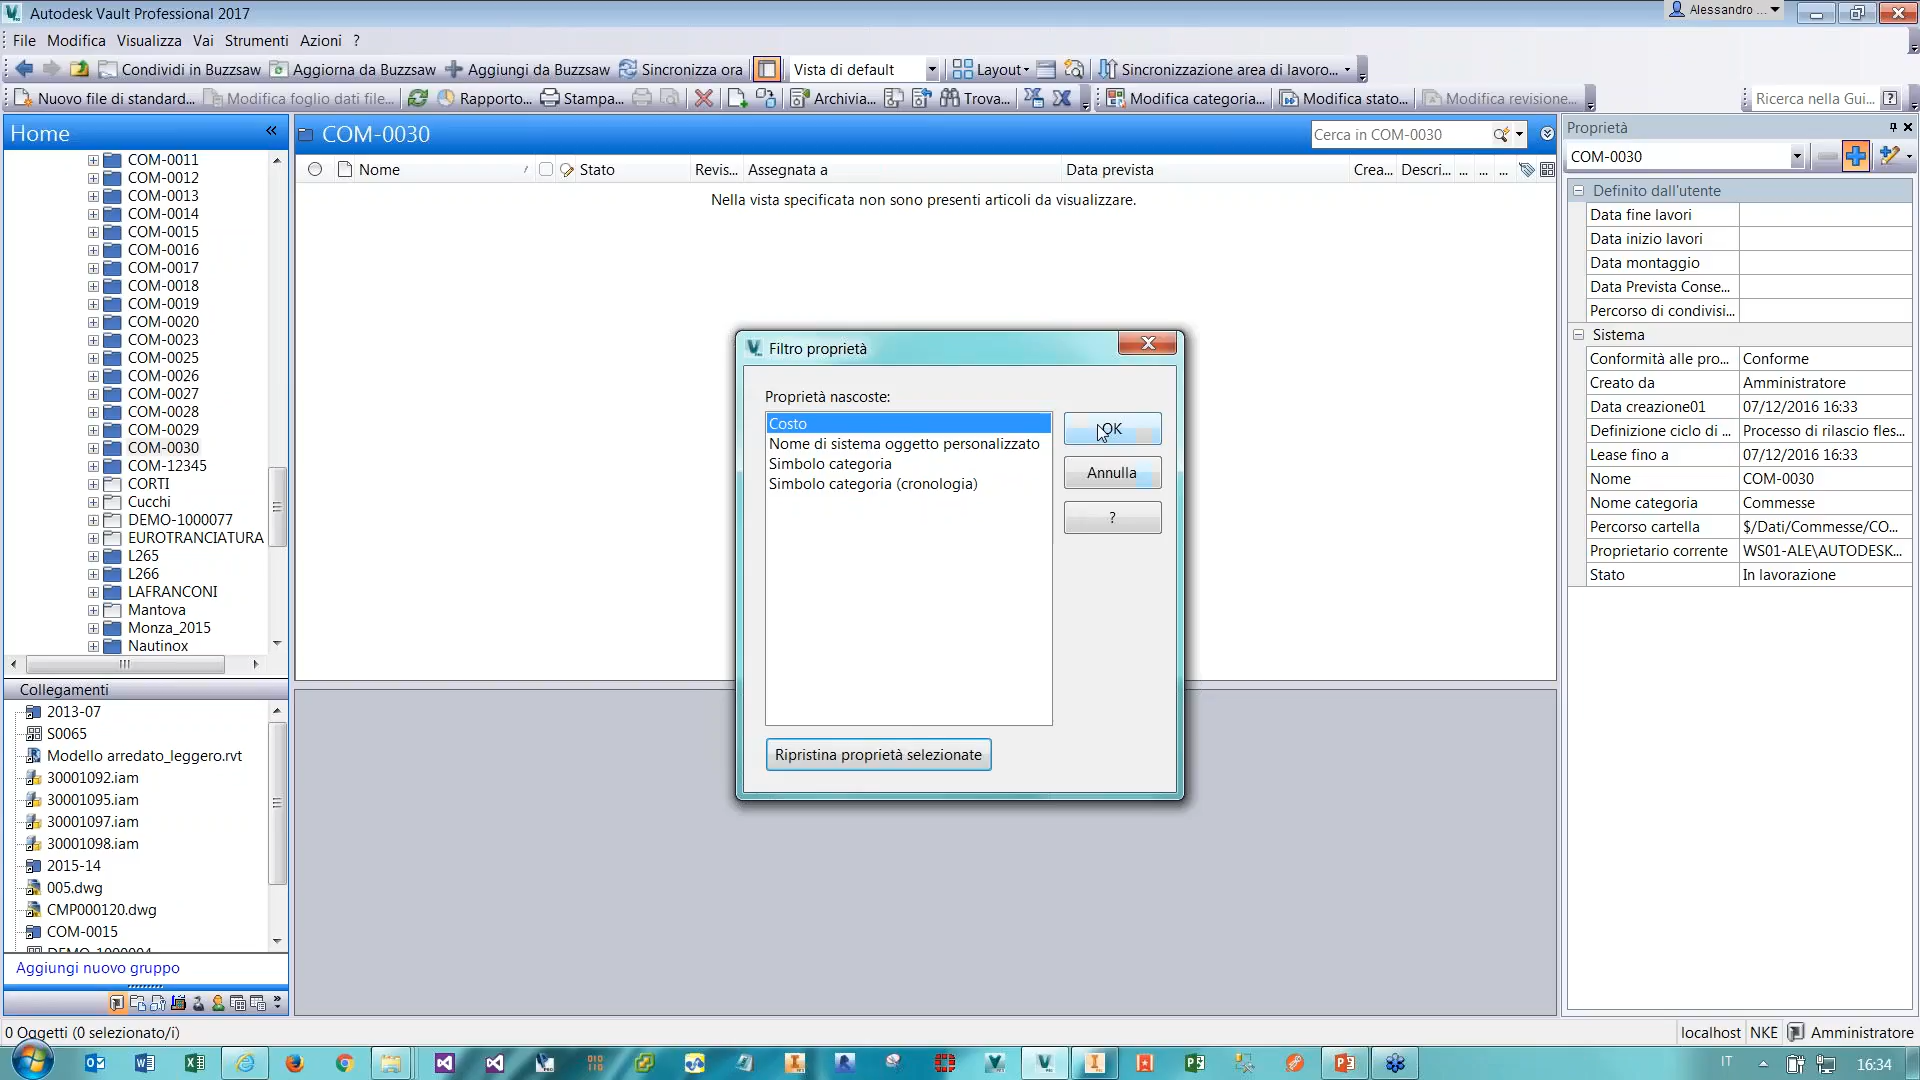 Autodesk Vault Professional 2017
Alessandro ...
File Modifica Visualizza Vai Strumenti Azioni ?
Condividi in Buzzsaw Aggiorna da Buzzsaw Aggiungi da Buzzsaw Sincronizza ora Vista di default Layout Sincronizzazione area di lavoro...
Nuovo file di standard... Modifica foglio dati file... Rapporto... Stampa... Archivia... Trova... Modifica categoria... Modifica stato... Modifica revisione... Ricerca nella Gui... ?
Home
COM-0011
COM-0012
COM-0013
COM-0014
COM-0015
COM-0016
COM-0017
COM-0018
COM-0019
COM-0020
COM-0023
COM-0025
COM-0026
COM-0027
COM-0028
COM-0029
COM-0030
COM-12345
CORTI
Cucchi
DEMO-1000077
EUROTRANCIATURA
L265
L266
LAFRANCONI
Mantova
Monza_2015
Nautinox
Collegamenti
2013-07
S0065
Modello arredato_leggero.rvt
30001092.iam
30001095.iam
30001097.iam
30001098.iam
2015-14
005.dwg
CMP000120.dwg
COM-0015
DEMO-1000004
Aggiungi nuovo gruppo
COM-0030
Cerca in COM-0030
Nome Stato Revis... Assegnata a Data prevista Crea... Descri... ... ... ...
Nella vista specificata non sono presenti articoli da visualizzare.
Filtro proprietà
Proprietà nascoste:
Costo
Nome di sistema oggetto personalizzato
Simbolo categoria
Simbolo categoria (cronologia)
OK
Annulla
?
Ripristina proprietà selezionate
Proprietà
COM-0030
Definito dall'utente
Data fine lavori
Data inizio lavori
Data montaggio
Data Prevista Conse...
Percorso di condivisi...
Sistema
Conformità alle pro... Conforme
Creato da Amministratore
Data creazione01 07/12/2016 16:33
Definizione ciclo di ... Processo di rilascio fles...
Lease fino a 07/12/2016 16:33
Nome COM-0030
Nome categoria Commesse
Percorso cartella $/Dati/Commesse/CO...
Proprietario corrente WS01-ALE\AUTODESK...
Stato In lavorazione
0 Oggetti (0 selezionato/i)
localhost NKE Amministratore
IT 16:34